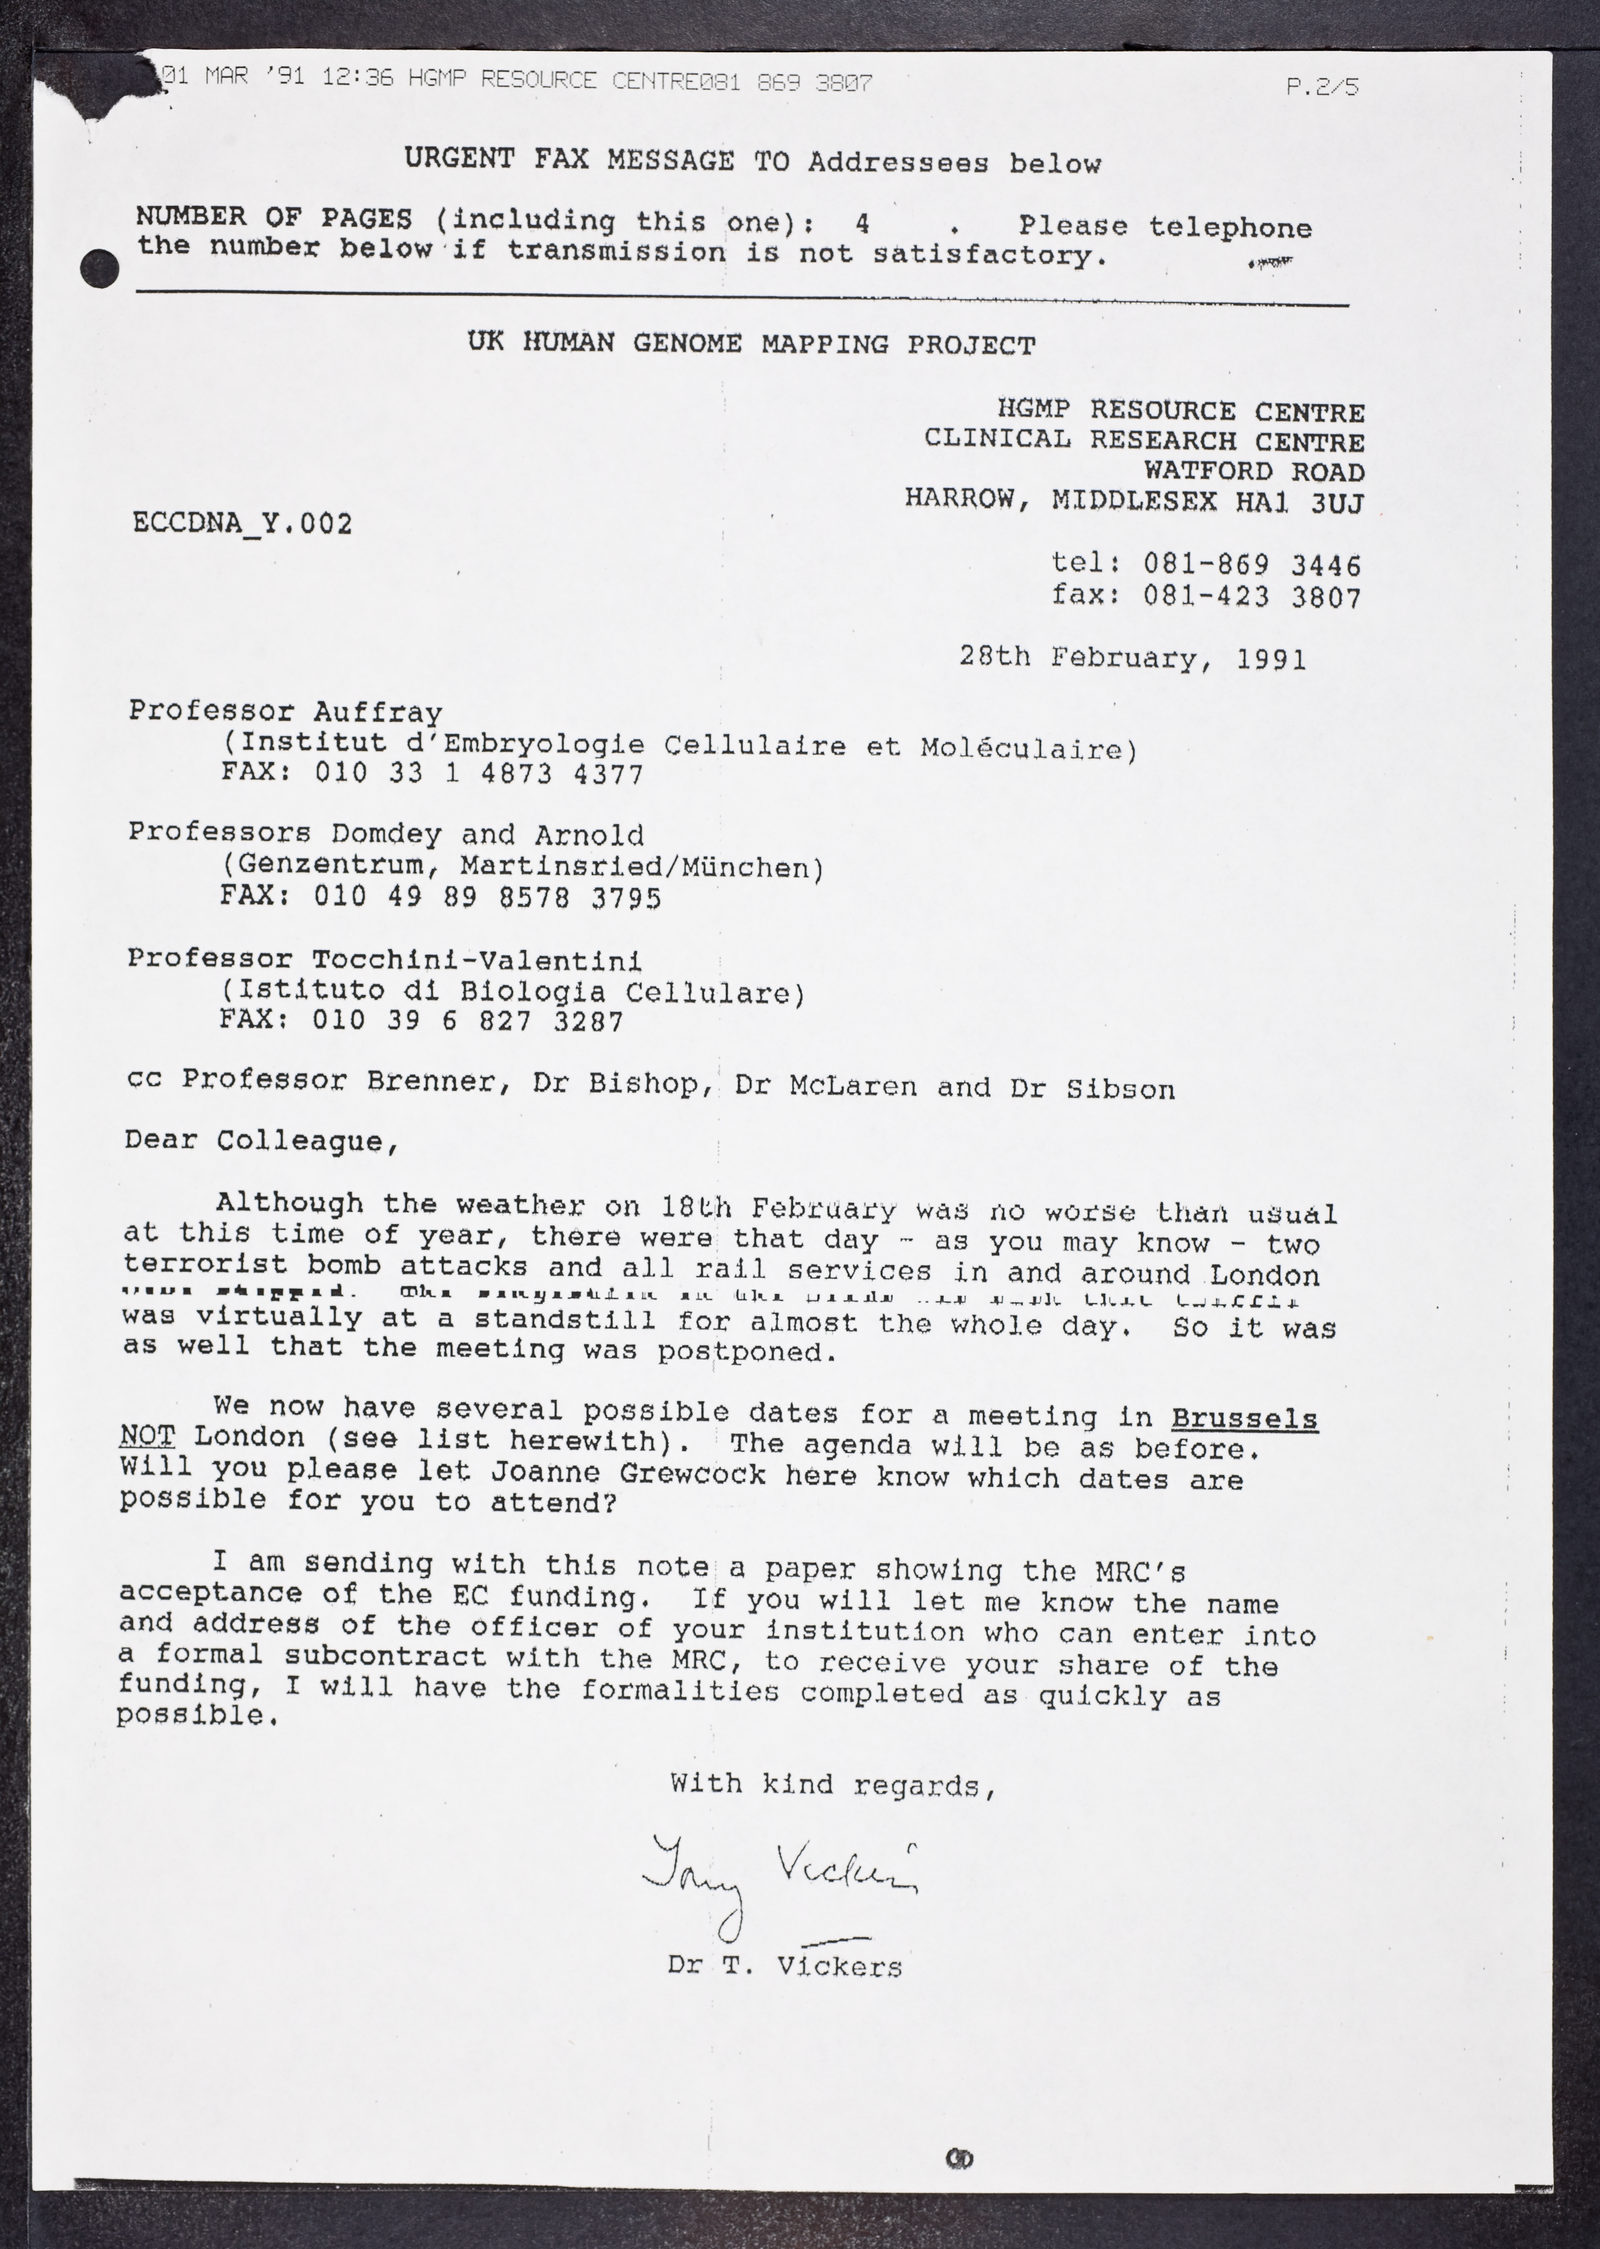 01 MAR '91 12:36 HGMP RESOURCE CENTRE081 869 3807 P.2/5
URGENT FAX MESSAGE TO Addressees below
NUMBER OF PAGES (including this one): 4 . Please telephone
the number below if transmission is not satisfactory.
UK HUMAN GENOME MAPPING PROJECT
HGMP RESOURCE CENTRE
CLINICAL RESEARCH CENTRE
WATFORD ROAD
HARROW, MIDDLESEX HA1 3UJ
ECCDNA_Y.002
tel: 081-869 3446
fax: 081-423 3807
28th February, 1991
Professor Auffray
(Institut d'Embryologie Cellulaire et Moléculaire)
FAX: 010 33 1 4873 4377
Professors Domdey and Arnold
(Genzentrum, Martinsried/München)
FAX: 010 49 89 8578 3795
Professor Tocchini-Valentini
(Istituto di Biologia Cellulare)
FAX: 010 39 6 827 3287
cc Professor Brenner, Dr Bishop, Dr McLaren and Dr Sibson
Dear Colleague,
Although the weather on 18th February was no worse than usual
at this time of year, there were that day - as you may know - two
terrorist bomb attacks and all rail services in and around London
were stopped. The
was virtually at a standstill for almost the whole day. So it was
as well that the meeting was postponed.
We now have several possible dates for a meeting in Brussels
NOT London (see list herewith). The agenda will be as before.
Will you please let Joanne Grewcock here know which dates are
possible for you to attend?
I am sending with this note a paper showing the MRC's
acceptance of the EC funding. If you will let me know the name
and address of the officer of your institution who can enter into
a formal subcontract with the MRC, to receive your share of the
funding, I will have the formalities completed as quickly as
possible.
With kind regards,
Tony Vickers
Dr T. Vickers